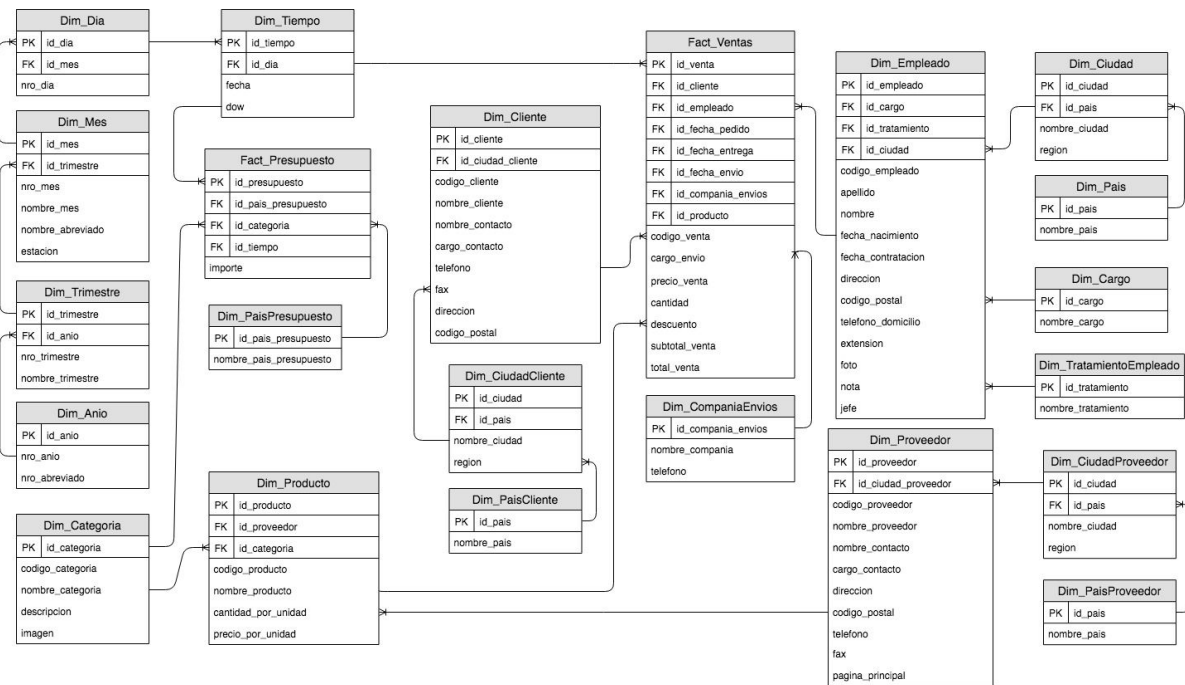 Dim_Dia
PK id_dia
FK id_mes
nro_dia
Dim_Tiempo
PK id_tiempo
FK id_dia
fecha
dow
Dim_Mes
PK id_mes
FK id_trimestre
nro_mes
nombre_mes
nombre_abreviado
estacion
Fact_Presupuesto
PK id_presupuesto
FK id_pais_presupuesto
FK id_categoria
FK id_tiempo
importe
Dim_Trimestre
PK id_trimestre
FK id_anio
nro_trimestre
nombre_trimestre
Dim_PaisPresupuesto
PK id_pais_presupuesto
nombre_pais_presupuesto
Dim_Anio
PK id_anio
nro_anio
nro_abreviado
Dim_Categoria
PK id_categoria
codigo_categoria
nombre_categoria
descripcion
imagen
Dim_Producto
PK id_producto
FK id_proveedor
FK id_categoria
codigo_producto
nombre_producto
cantidad_por_unidad
precio_por_unidad
Dim_Cliente
PK id_cliente
FK id_ciudad_cliente
codigo_cliente
nombre_cliente
nombre_contacto
cargo_contacto
telefono
fax
direccion
codigo_postal
Dim_CiudadCliente
PK id_ciudad
FK id_pais
nombre_ciudad
region
Dim_PaisCliente
PK id_pais
nombre_pais
Fact_Ventas
PK id_venta
FK id_cliente
FK id_empleado
FK id_fecha_pedido
FK id_fecha_entrega
FK id_fecha_envio
FK id_compania_envios
FK id_producto
codigo_venta
cargo_envio
precio_venta
cantidad
descuento
subtotal_venta
total_venta
Dim_CompaniaEnvios
PK id_compania_envios
nombre_compania
telefono
Dim_Empleado
PK id_empleado
FK id_cargo
FK id_tratamiento
FK id_ciudad
codigo_empleado
apellido
nombre
fecha_nacimiento
fecha_contratacion
direccion
codigo_postal
telefono_domicilio
extension
foto
nota
jefe
Dim_Ciudad
PK id_ciudad
FK id_pais
nombre_ciudad
region
Dim_Pais
PK id_pais
nombre_pais
Dim_Cargo
PK id_cargo
nombre_cargo
Dim_TratamientoEmpleado
PK id_tratamiento
nombre_tratamiento
Dim_Proveedor
PK id_proveedor
FK id_ciudad_proveedor
codigo_proveedor
nombre_proveedor
nombre_contacto
cargo_contacto
direccion
codigo_postal
telefono
fax
pagina_principal
Dim_CiudadProveedor
PK id_ciudad
FK id_pais
nombre_ciudad
region
Dim_PaisProveedor
PK id_pais
nombre_pais